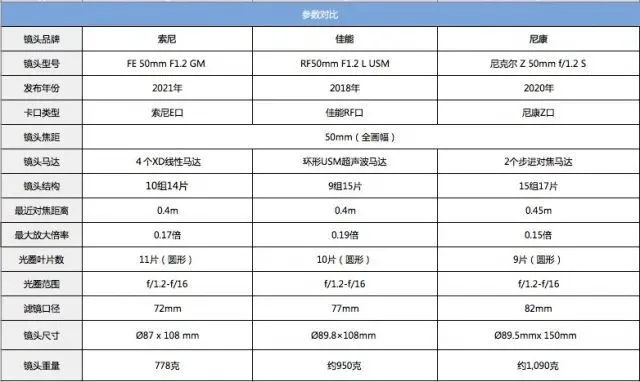 参数对比
镜头品牌 索尼 佳能 尼康
镜头型号 FE 50mm F1.2 GM RF50mm F1.2 L USM 尼克尔 Z 50mm f/1.2 S
发布年份 2021年 2018年 2020年
卡口类型 索尼E口 佳能RF口 尼康Z口
镜头焦距 50mm（全画幅）
镜头马达 4个XD线性马达 环形USM超声波马达 2个步进对焦马达
镜头结构 10组14片 9组15片 15组17片
最近对焦距离 0.4m 0.4m 0.45m
最大放大倍率 0.17倍 0.19倍 0.15倍
光圈叶片数 11片（圆形） 10片（圆形） 9片（圆形）
光圈范围 f/1.2-f/16 f/1.2-f/16 f/1.2-f/16
滤镜口径 72mm 77mm 82mm
镜头尺寸 Ø87 x 108 mm Ø89.8×108mm Ø89.5mmx 150mm
镜头重量 778克 约950克 约1,090克